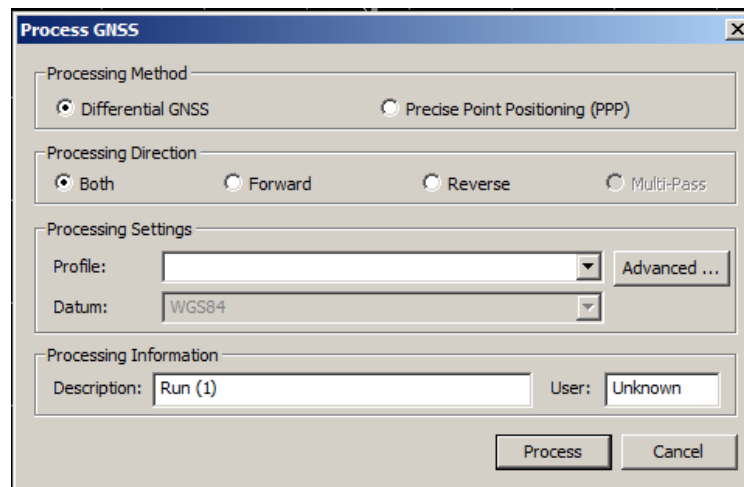 Process GNSS
Processing Method
Differential GNSS Precise Point Positioning (PPP)
Processing Direction
Both Forward Reverse Multi-Pass
Processing Settings
Profile: Advanced ...
Datum: WGS84
Processing Information
Description: Run (1) User: Unknown
Process Cancel